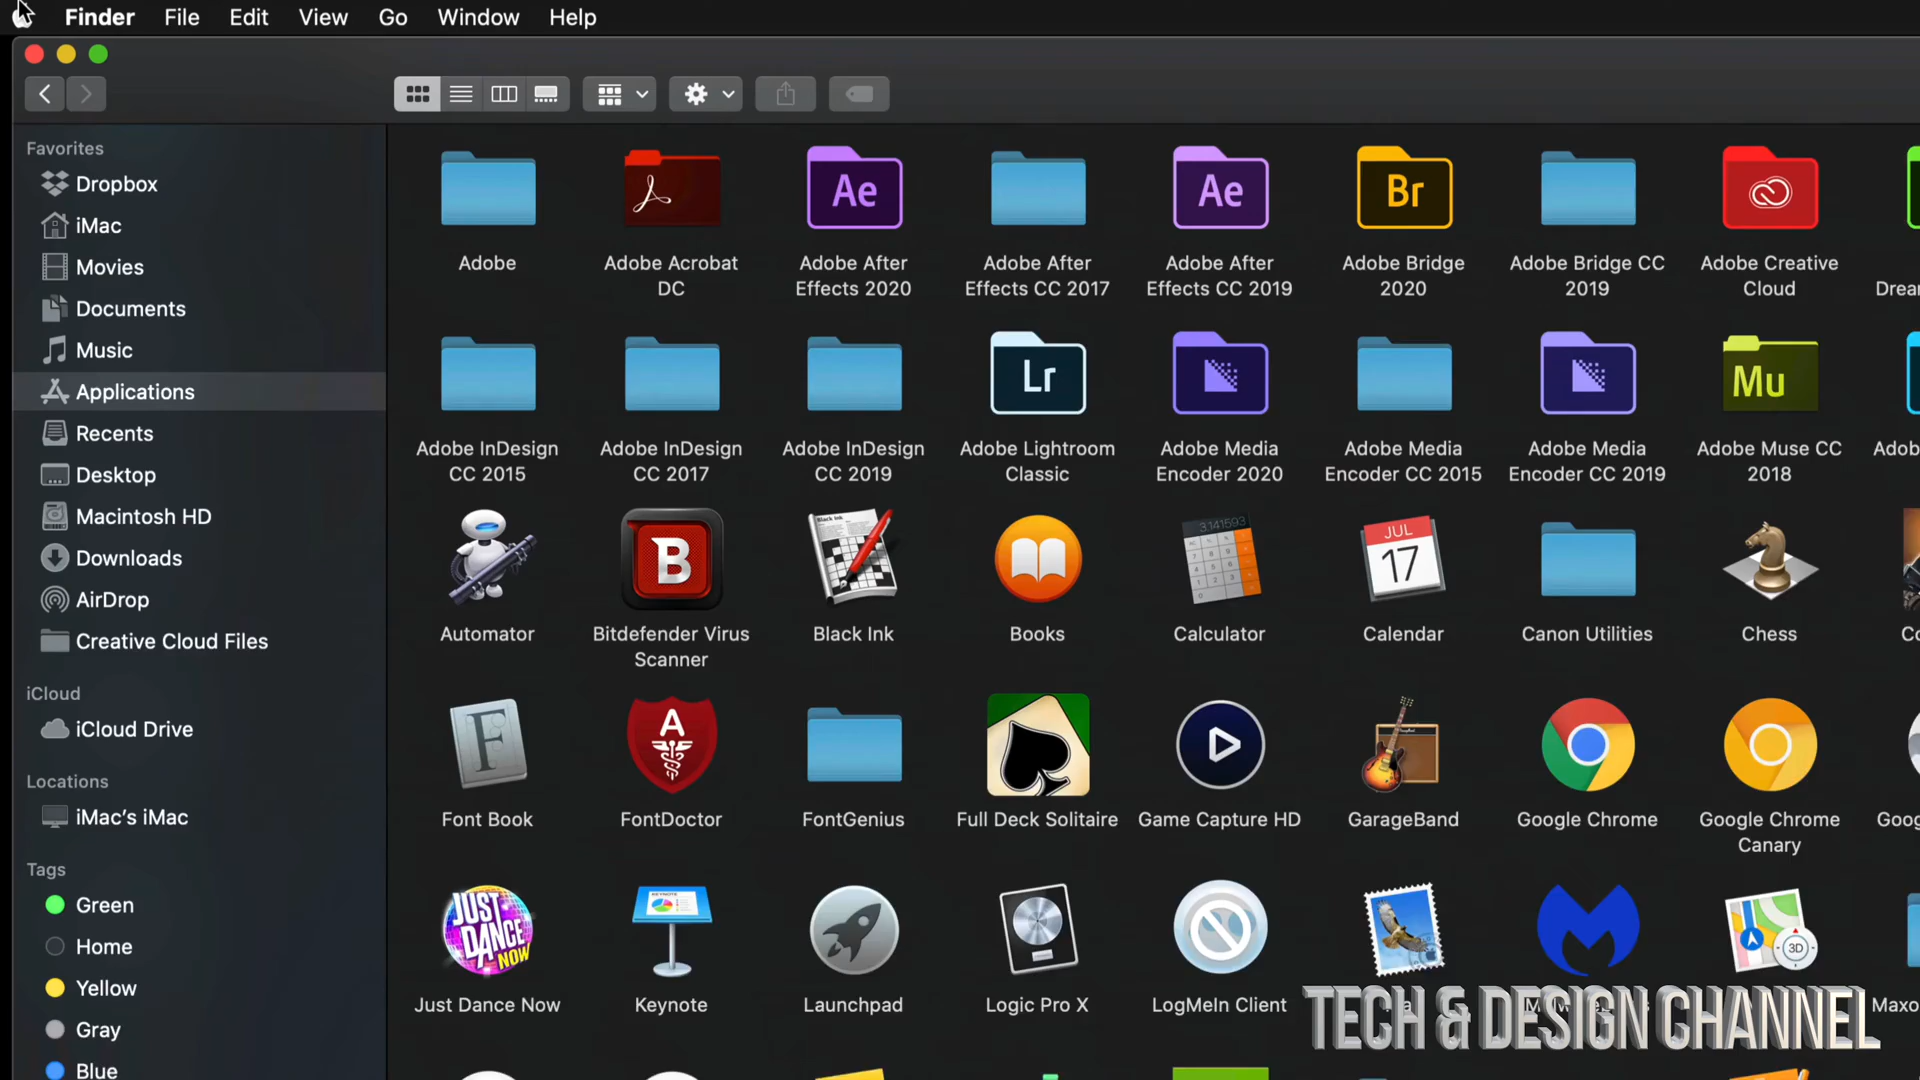 Finder File Edit View Go Window Help
Favorites
Dropbox
iMac
Movies
Documents
Music
Applications
Recents
Desktop
Macintosh HD
Downloads
AirDrop
Creative Cloud Files
iCloud
iCloud Drive
Locations
iMac’s iMac
Tags
Green
Home
Yellow
Gray
Blue
Ae
Ae
Br
Adobe
Adobe Acrobat
DC
Adobe After
Effects 2020
Adobe After
Effects CC 2017
Adobe After
Effects CC 2019
Adobe Bridge
2020
Adobe Bridge CC
2019
Adobe Creative
Cloud
Lr
Mu
Adobe InDesign
CC 2015
Adobe InDesign
CC 2017
Adobe InDesign
CC 2019
Adobe Lightroom
Classic
Adobe Media
Encoder 2020
Adobe Media
Encoder CC 2015
Adobe Media
Encoder CC 2019
Adobe Muse CC
2018
B
Black Ink
3.141593
JUL
17
Automator
Bitdefender Virus
Scanner
Black Ink
Books
Calculator
Calendar
Canon Utilities
Chess
F
A
Font Book
FontDoctor
FontGenius
Full Deck Solitaire
Game Capture HD
GarageBand
Google Chrome
Google Chrome
Canary
JUST
DANCE
NOW
KEYNOTE
3D
Just Dance Now
Keynote
Launchpad
Logic Pro X
LogMeIn Client
TECH & DESIGN CHANNEL